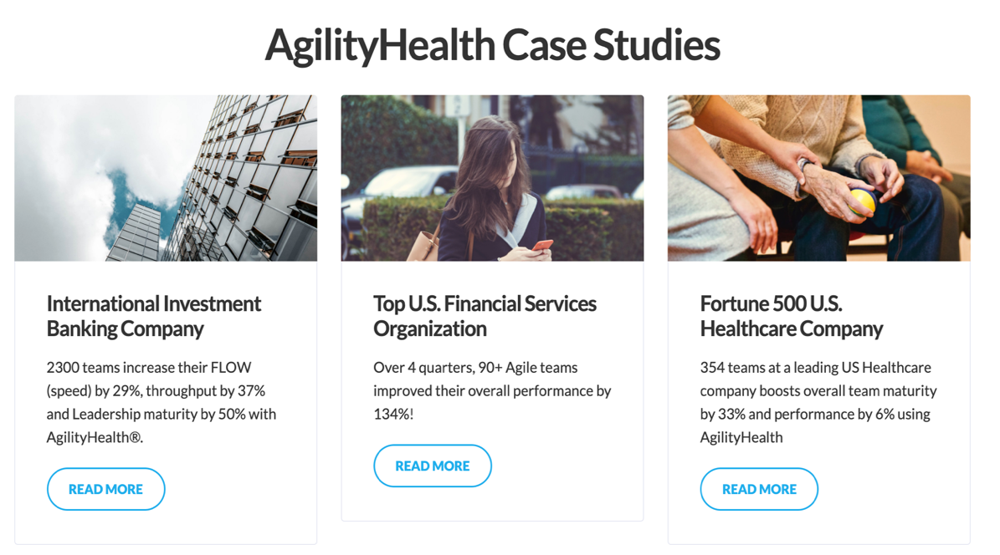 AgilityHealth Case Studies
International Investment
Banking Company
2300 teams increase their FLOW
(speed) by 29%, throughput by 37%
and Leadership maturity by 50% with
AgilityHealth®.
READ MORE
Top U.S. Financial Services
Organization
Over 4 quarters, 90+ Agile teams
improved their overall performance by
134%!
READ MORE
Fortune 500 U.S.
Healthcare Company
354 teams at a leading US Healthcare
company boosts overall team maturity
by 33% and performance by 6% using
AgilityHealth
READ MORE